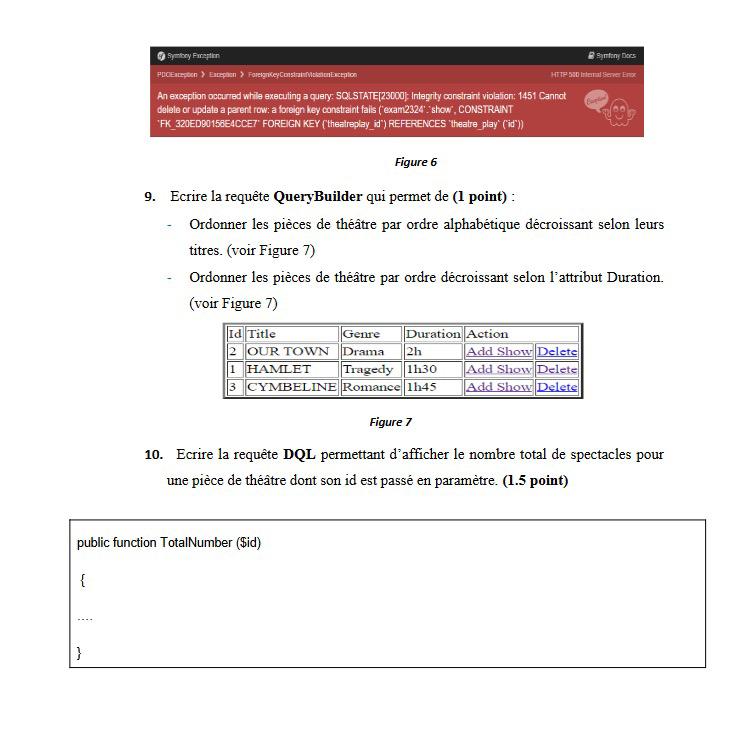 Symfony Exception
Symfony Docs
PDOException > Exception > ForeignKeyConstraintViolationException
HTTP 500 Internal Server Error
An exception occurred while executing a query: SQLSTATE[23000]: Integrity constraint violation: 1451 Cannot
delete or update a parent row: a foreign key constraint fails (`exam2324`.`show`, CONSTRAINT
`FK_320ED90156E4CCE7` FOREIGN KEY (`theatreplay_id`) REFERENCES `theatre_play` (`id`))
Exception!
Figure 6
9. Ecrire la requête QueryBuilder qui permet de (1 point) :
- Ordonner les pièces de théâtre par ordre alphabétique décroissant selon leurs
titres. (voir Figure 7)
- Ordonner les pièces de théâtre par ordre décroissant selon l'attribut Duration.
(voir Figure 7)
Id Title Genre Duration Action
2 OUR TOWN Drama 2h Add Show Delete
1 HAMLET Tragedy 1h30 Add Show Delete
3 CYMBELINE Romance 1h45 Add Show Delete
Figure 7
10. Ecrire la requête DQL permettant d'afficher le nombre total de spectacles pour
une pièce de théâtre dont son id est passé en paramètre. (1.5 point)
public function TotalNumber ($id)
{
....
}